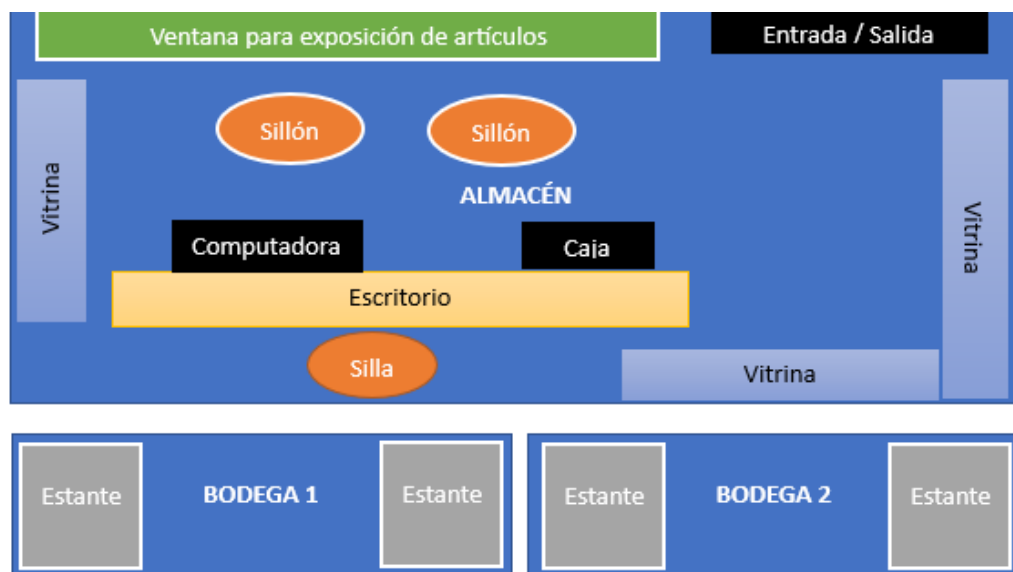 Ventana para exposición de artículos
Entrada / Salida
Vitrina
Sillón
Sillón
ALMACÉN
Vitrina
Computadora
Caja
Escritorio
Silla
Vitrina
Estante
BODEGA 1
Estante
Estante
BODEGA 2
Estante